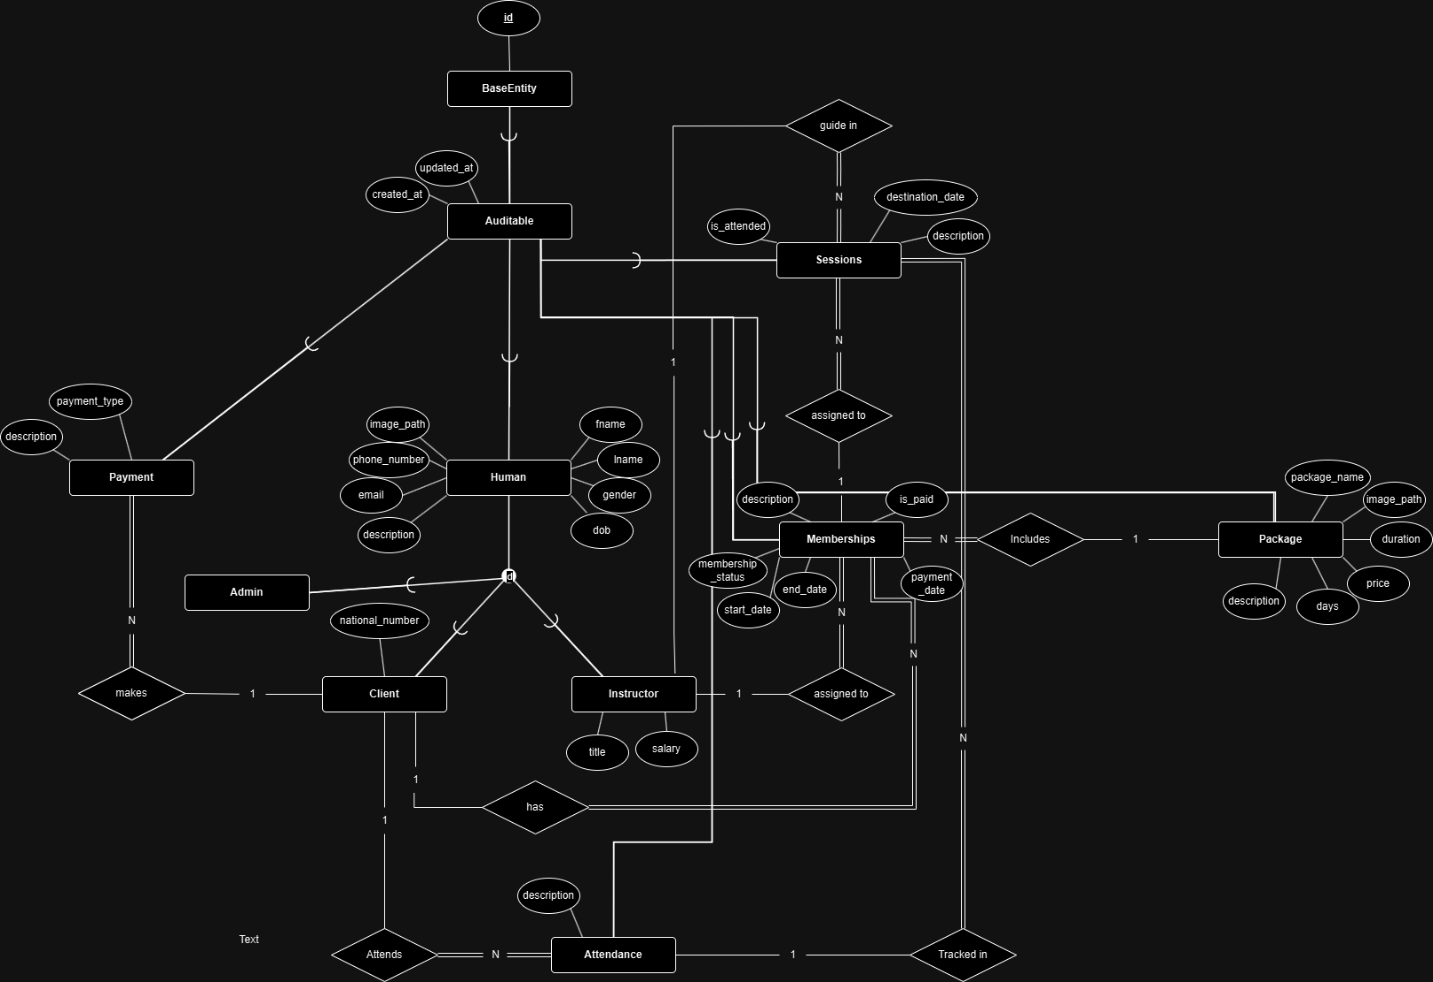 id
BaseEntity
guide in
updated_at
created_at
Auditable
N
destination_date
is_attended
description
Sessions
N
1
payment_type
description
Payment
image_path
fname
phone_number
lname
Human
email
gender
description
dob
assigned to
1
description
is_paid
Memberships
N
Includes
1
package_name
image_path
Package
duration
price
description
days
membership
_status
end_date
start_date
payment
_date
d
Admin
national_number
N
N
N
makes
1
Client
Instructor
1
assigned to
title
salary
N
1
has
1
description
Text
Attends
N
Attendance
1
Tracked in